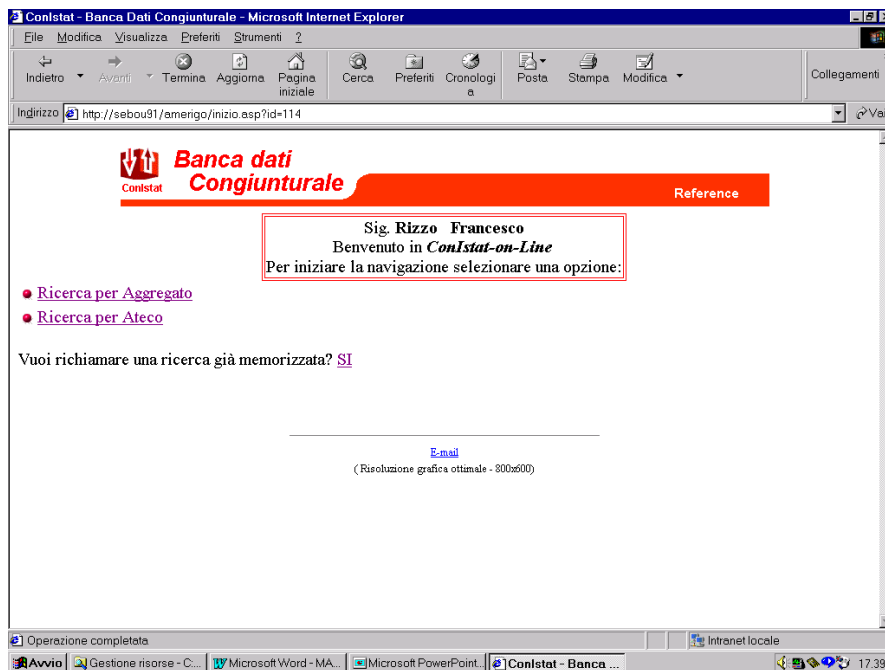 ConIstat - Banca Dati Congiunturale - Microsoft Internet Explorer
File Modifica Visualizza Preferiti Strumenti ?
Indietro Avanti Termina Aggiorna Pagina iniziale Cerca Preferiti Cronologia Posta Stampa Modifica Collegamenti
Indirizzo http://sebou91/amerigo/inizio.asp?id=114 Vai
Banca dati
ConIstat Congiunturale
Reference
Sig. Rizzo Francesco
Benvenuto in ConIstat-on-Line
Per iniziare la navigazione selezionare una opzione:
Ricerca per Aggregato
Ricerca per Ateco
Vuoi richiamare una ricerca già memorizzata? SI
E-mail
( Risoluzione grafica ottimale - 800x600)
Operazione completata Intranet locale
Avvio Gestione risorse - C:... Microsoft Word - MA... Microsoft PowerPoint... ConIstat - Banca ... 17.39